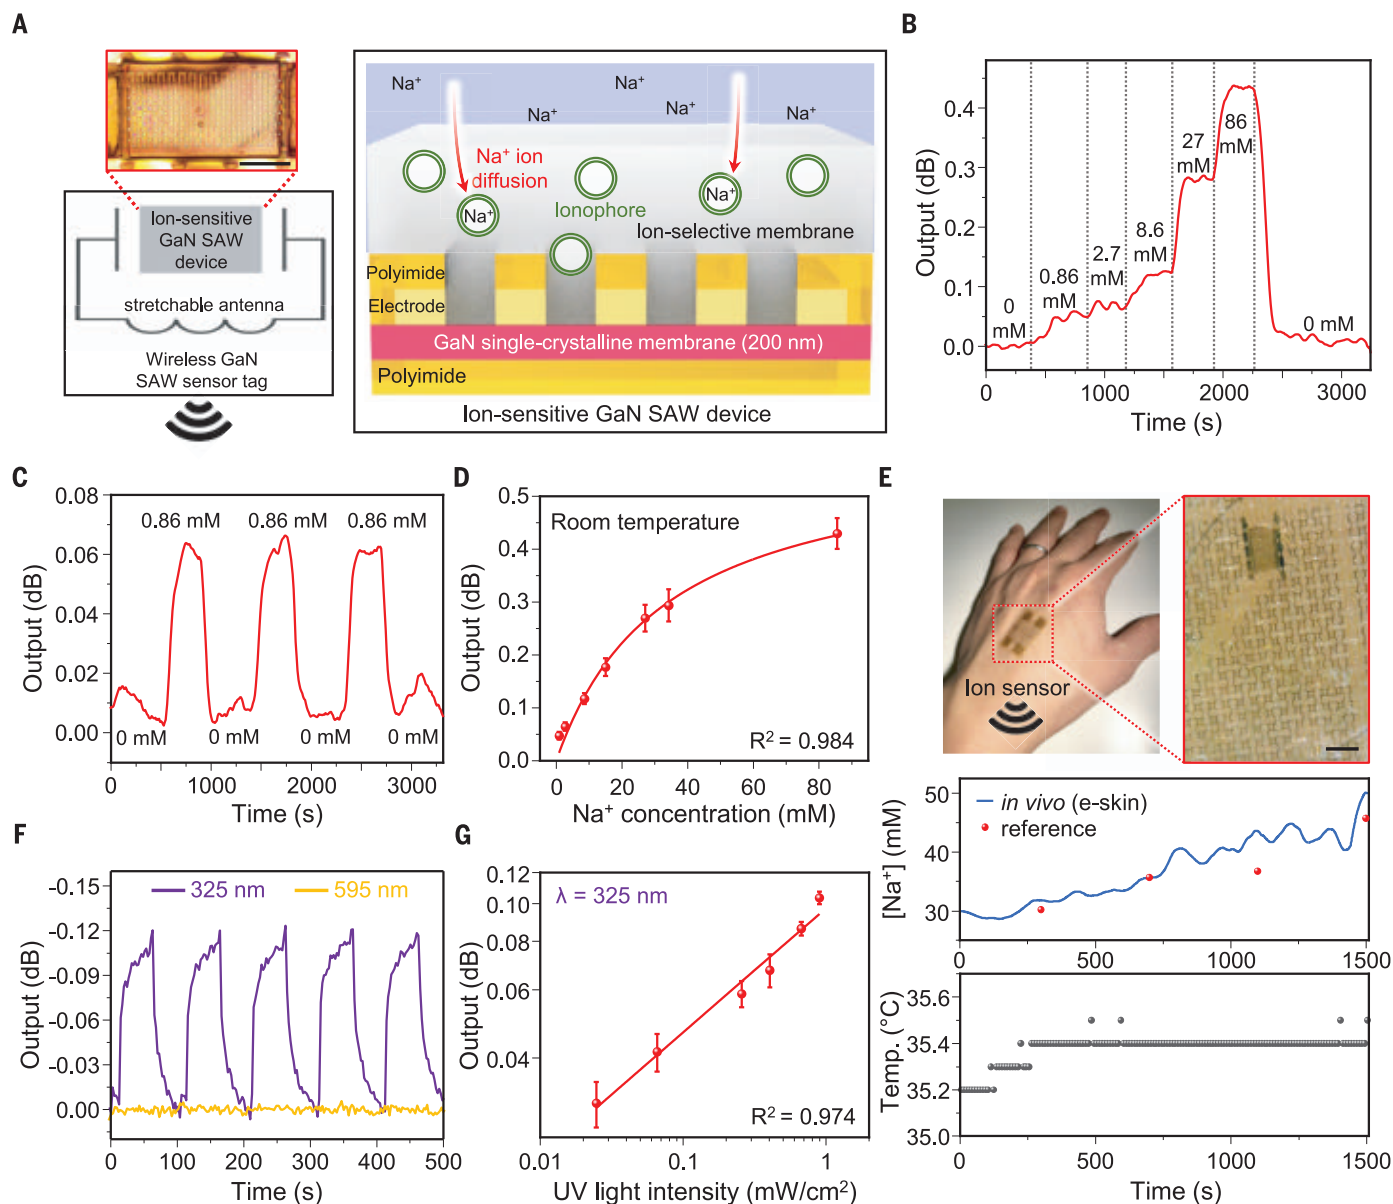 A
Ion-sensitive
GaN SAW
device
stretchable antenna
Wireless GaN
SAW sensor tag
Na⁺
Na⁺
Na⁺
Na⁺
Na⁺
Na⁺ ion
diffusion
Na⁺
Na⁺
Ionophore
Ion-selective membrane
Polyimide
Electrode
GaN single-crystalline membrane (200 nm)
Polyimide
Ion-sensitive GaN SAW device
B
Output (dB)
0.4
0.3
0.2
0.1
0.0
0
mM
0.86
mM
2.7
mM
8.6
mM
27
mM
86
mM
0 mM
0 1000 2000 3000
Time (s)
C
Output (dB)
0.08
0.06
0.04
0.02
0.00
0.86 mM 0.86 mM 0.86 mM
0 mM 0 mM 0 mM 0 mM
0 1000 2000 3000
Time (s)
D
Output (dB)
0.5
0.4
0.3
0.2
0.1
0.0
Room temperature
R² = 0.984
0 20 40 60 80
Na⁺ concentration (mM)
E
Ion sensor
[Na⁺] (mM)
50
40
30
in vivo (e-skin)
reference
0 500 1000 1500
Temp. (°C)
35.6
35.4
35.2
35.0
0 500 1000 1500
Time (s)
F
Output (dB)
-0.15
-0.12
-0.09
-0.06
-0.03
0.00
325 nm 595 nm
0 100 200 300 400 500
Time (s)
G
Output (dB)
0.12
0.10
0.08
0.06
0.04
λ = 325 nm
R² = 0.974
0.01 0.1 1
UV light intensity (mW/cm²)